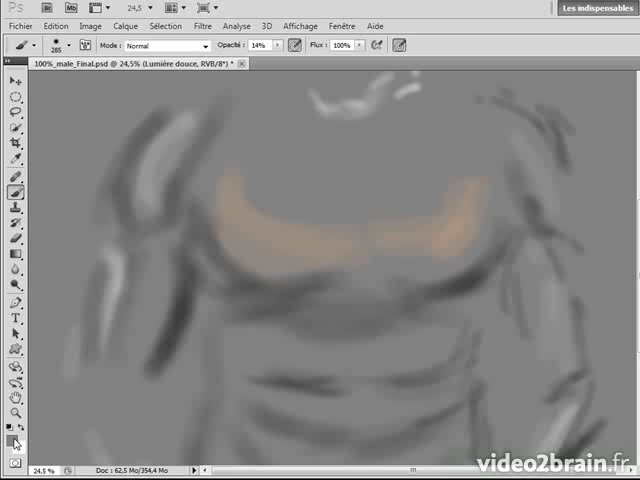 Ps Br Mb 24,5 Les indispensables
Fichier Edition Image Calque Sélection Filtre Analyse 3D Affichage Fenêtre Aide
285 Mode : Normal Opacité : 14% Flux : 100%
100%_male_Final.psd @ 24,5% (Lumière douce, RVB/8*) *
T
24,5 % Doc : 62,5 Mo/354,4 Mo
video2brain.fr